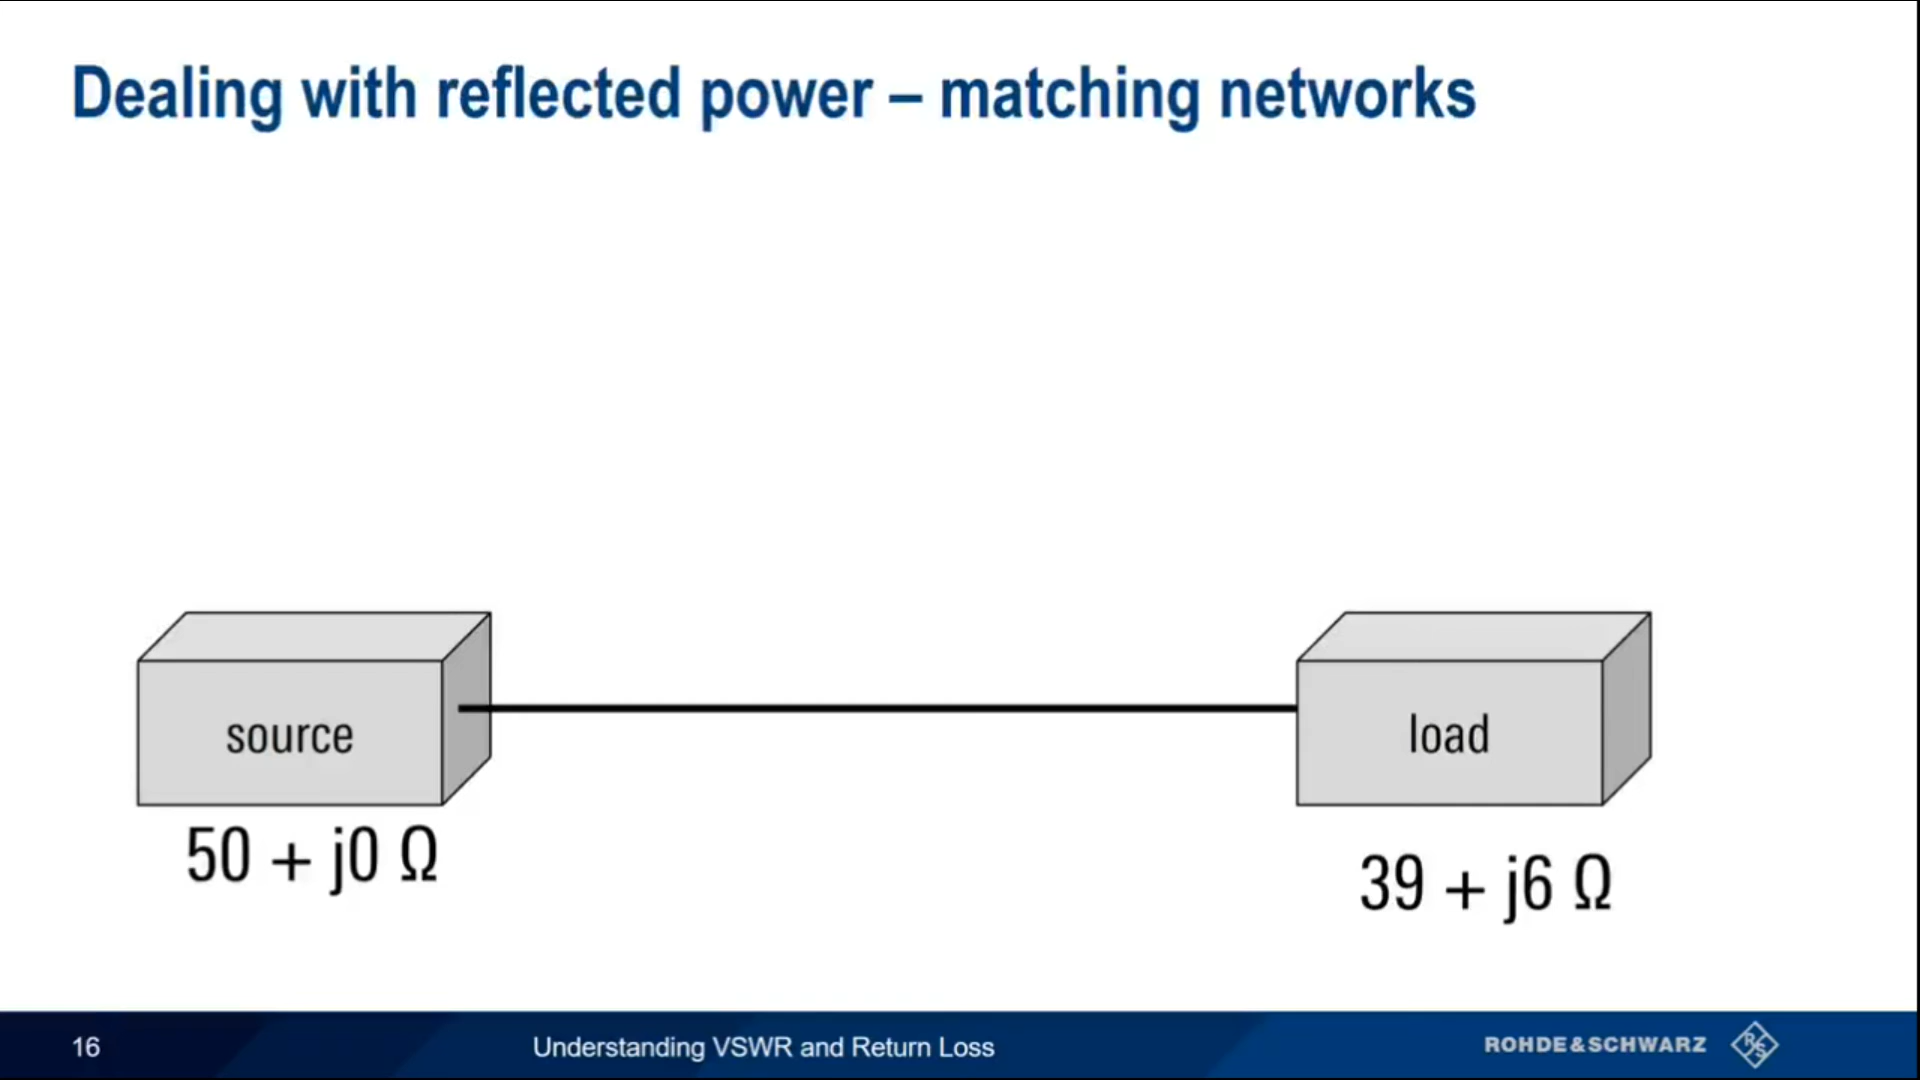 Dealing with reflected power – matching networks
source
load
50 + j0 Ω
39 + j6 Ω
16
Understanding VSWR and Return Loss
ROHDE&SCHWARZ
R&S